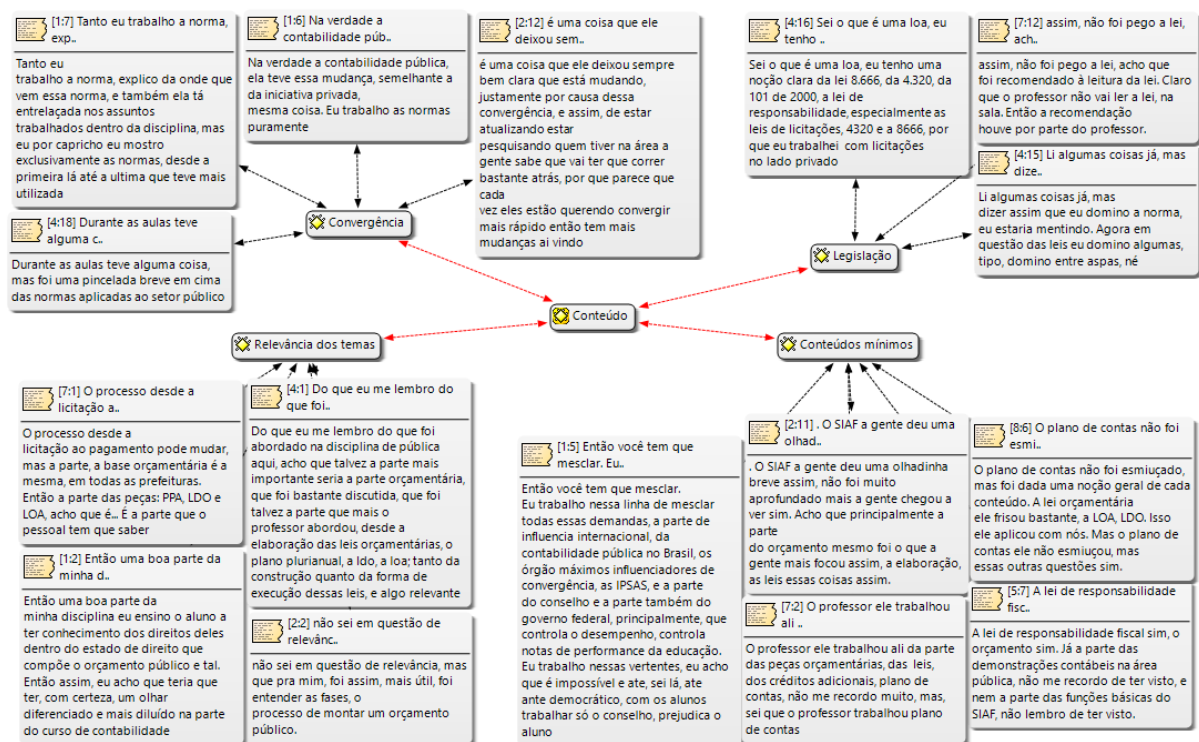 [1:7] Tanto eu trabalho a norma,
exp..
Tanto eu
trabalho a norma, explico da onde que
vem essa norma, e também ela tá
entrelaçada nos assuntos
trabalhados dentro da disciplina, mas
eu por capricho eu mostro
exclusivamente as normas, desde a
primeira lá até a ultima que teve mais
utilizada
[1:6] Na verdade a
contabilidade púb..
Na verdade a contabilidade pública,
ela teve essa mudança, semelhante a
da iniciativa privada,
mesma coisa. Eu trabalho as normas
puramente
[2:12] é uma coisa que ele
deixou sem..
é uma coisa que ele deixou sempre
bem clara que está mudando,
justamente por causa dessa
convergência, e assim, de estar
atualizando estar
pesquisando quem tiver na área a
gente sabe que vai ter que correr
bastante atrás, por que parece que
cada
vez eles estão querendo convergir
mais rápido então tem mais
mudanças ai vindo
[4:16] Sei o que é uma loa, eu
tenho ..
Sei o que é uma loa, eu tenho uma
noção clara da lei 8.666, da 4.320, da
101 de 2000, a lei de
responsabilidade, especialmente as
leis de licitações, 4320 e a 8666, por
que eu trabalhei com licitações
no lado privado
[7:12] assim, não foi pego a lei,
ach..
assim, não foi pego a lei, acho que
foi recomendado à leitura da lei. Claro
que o professor não vai ler a lei, na
sala. Então a recomendação
houve por parte do professor.
[4:15] Li algumas coisas já, mas
dize..
Li algumas coisas já, mas
dizer assim que eu domino a norma,
eu estaria mentindo. Agora em
questão das leis eu domino algumas,
tipo, domino entre aspas, né
[4:18] Durante as aulas teve
alguma c..
Durante as aulas teve alguma coisa,
mas foi uma pincelada breve em cima
das normas aplicadas ao setor público
Convergência
Legislação
Conteúdo
Relevância dos temas
Conteúdos mínimos
[7:1] O processo desde a
licitação a..
O processo desde a
licitação ao pagamento pode mudar,
mas a parte, a base orçamentária é a
mesma, em todas as prefeituras.
Então a parte das peças: PPA, LDO e
LOA, acho que é... É a parte que o
pessoal tem que saber
[4:1] Do que eu me lembro do
que foi..
Do que eu me lembro do que foi
abordado na disciplina de pública
aqui, acho que talvez a parte mais
importante seria a parte orçamentária,
que foi bastante discutida, que foi
talvez a parte que mais o
professor abordou, desde a
elaboração das leis orçamentárias, o
plano plurianual, a ldo, a loa; tanto da
construção quanto da forma de
execução dessas leis, e algo relevante
[1:2] Então uma boa parte da
minha d..
Então uma boa parte da
minha disciplina eu ensino o aluno a
ter conhecimento dos direitos deles
dentro do estado de direito que
compõe o orçamento público e tal.
Então assim, eu acho que teria que
ter, com certeza, um olhar
diferenciado e mais diluído na parte
do curso de contabilidade
[2:2] não sei em questão de
relevânc..
não sei em questão de relevância, mas
que pra mim, foi assim, mais útil, foi
entender as fases, o
processo de montar um orçamento
público.
[1:5] Então você tem que
mesclar. Eu..
Então você tem que mesclar.
Eu trabalho nessa linha de mesclar
todas essas demandas, a parte de
influencia internacional, da
contabilidade pública no Brasil, os
órgão máximos influenciadores de
convergência, as IPSAS, e a parte
do conselho e a parte também do
governo federal, principalmente, que
controla o desempenho, controla
notas de performance da educação.
Eu trabalho nessas vertentes, eu acho
que é impossível e ate, sei lá, ate
ante democrático, com os alunos
trabalhar só o conselho, prejudica o
aluno
[2:11] . O SIAF a gente deu uma
olhad..
. O SIAF a gente deu uma olhadinha
breve assim, não foi muito
aprofundado mais a gente chegou a
ver sim. Acho que principalmente a
parte
do orçamento mesmo foi o que a
gente mais focou assim, a elaboração,
as leis essas coisas assim.
[8:6] O plano de contas não foi
esmi..
O plano de contas não foi esmiuçado,
mas foi dada uma noção geral de cada
conteúdo. A lei orçamentária
ele frisou bastante, a LOA, LDO. Isso
ele aplicou com nós. Mas o plano de
contas ele não esmiuçou, mas
essas outras questões sim.
[7:2] O professor ele trabalhou
ali ..
O professor ele trabalhou ali da parte
das peças orçamentárias, das leis,
dos créditos adicionais, plano de
contas, não me recordo muito, mas,
sei que o professor trabalhou plano
de contas
[5:7] A lei de responsabilidade
fisc..
A lei de responsabilidade fiscal sim, o
orçamento sim. Já a parte das
demonstrações contábeis na área
pública, não me recordo de ter visto, e
nem a parte das funções básicas do
SIAF, não lembro de ter visto.